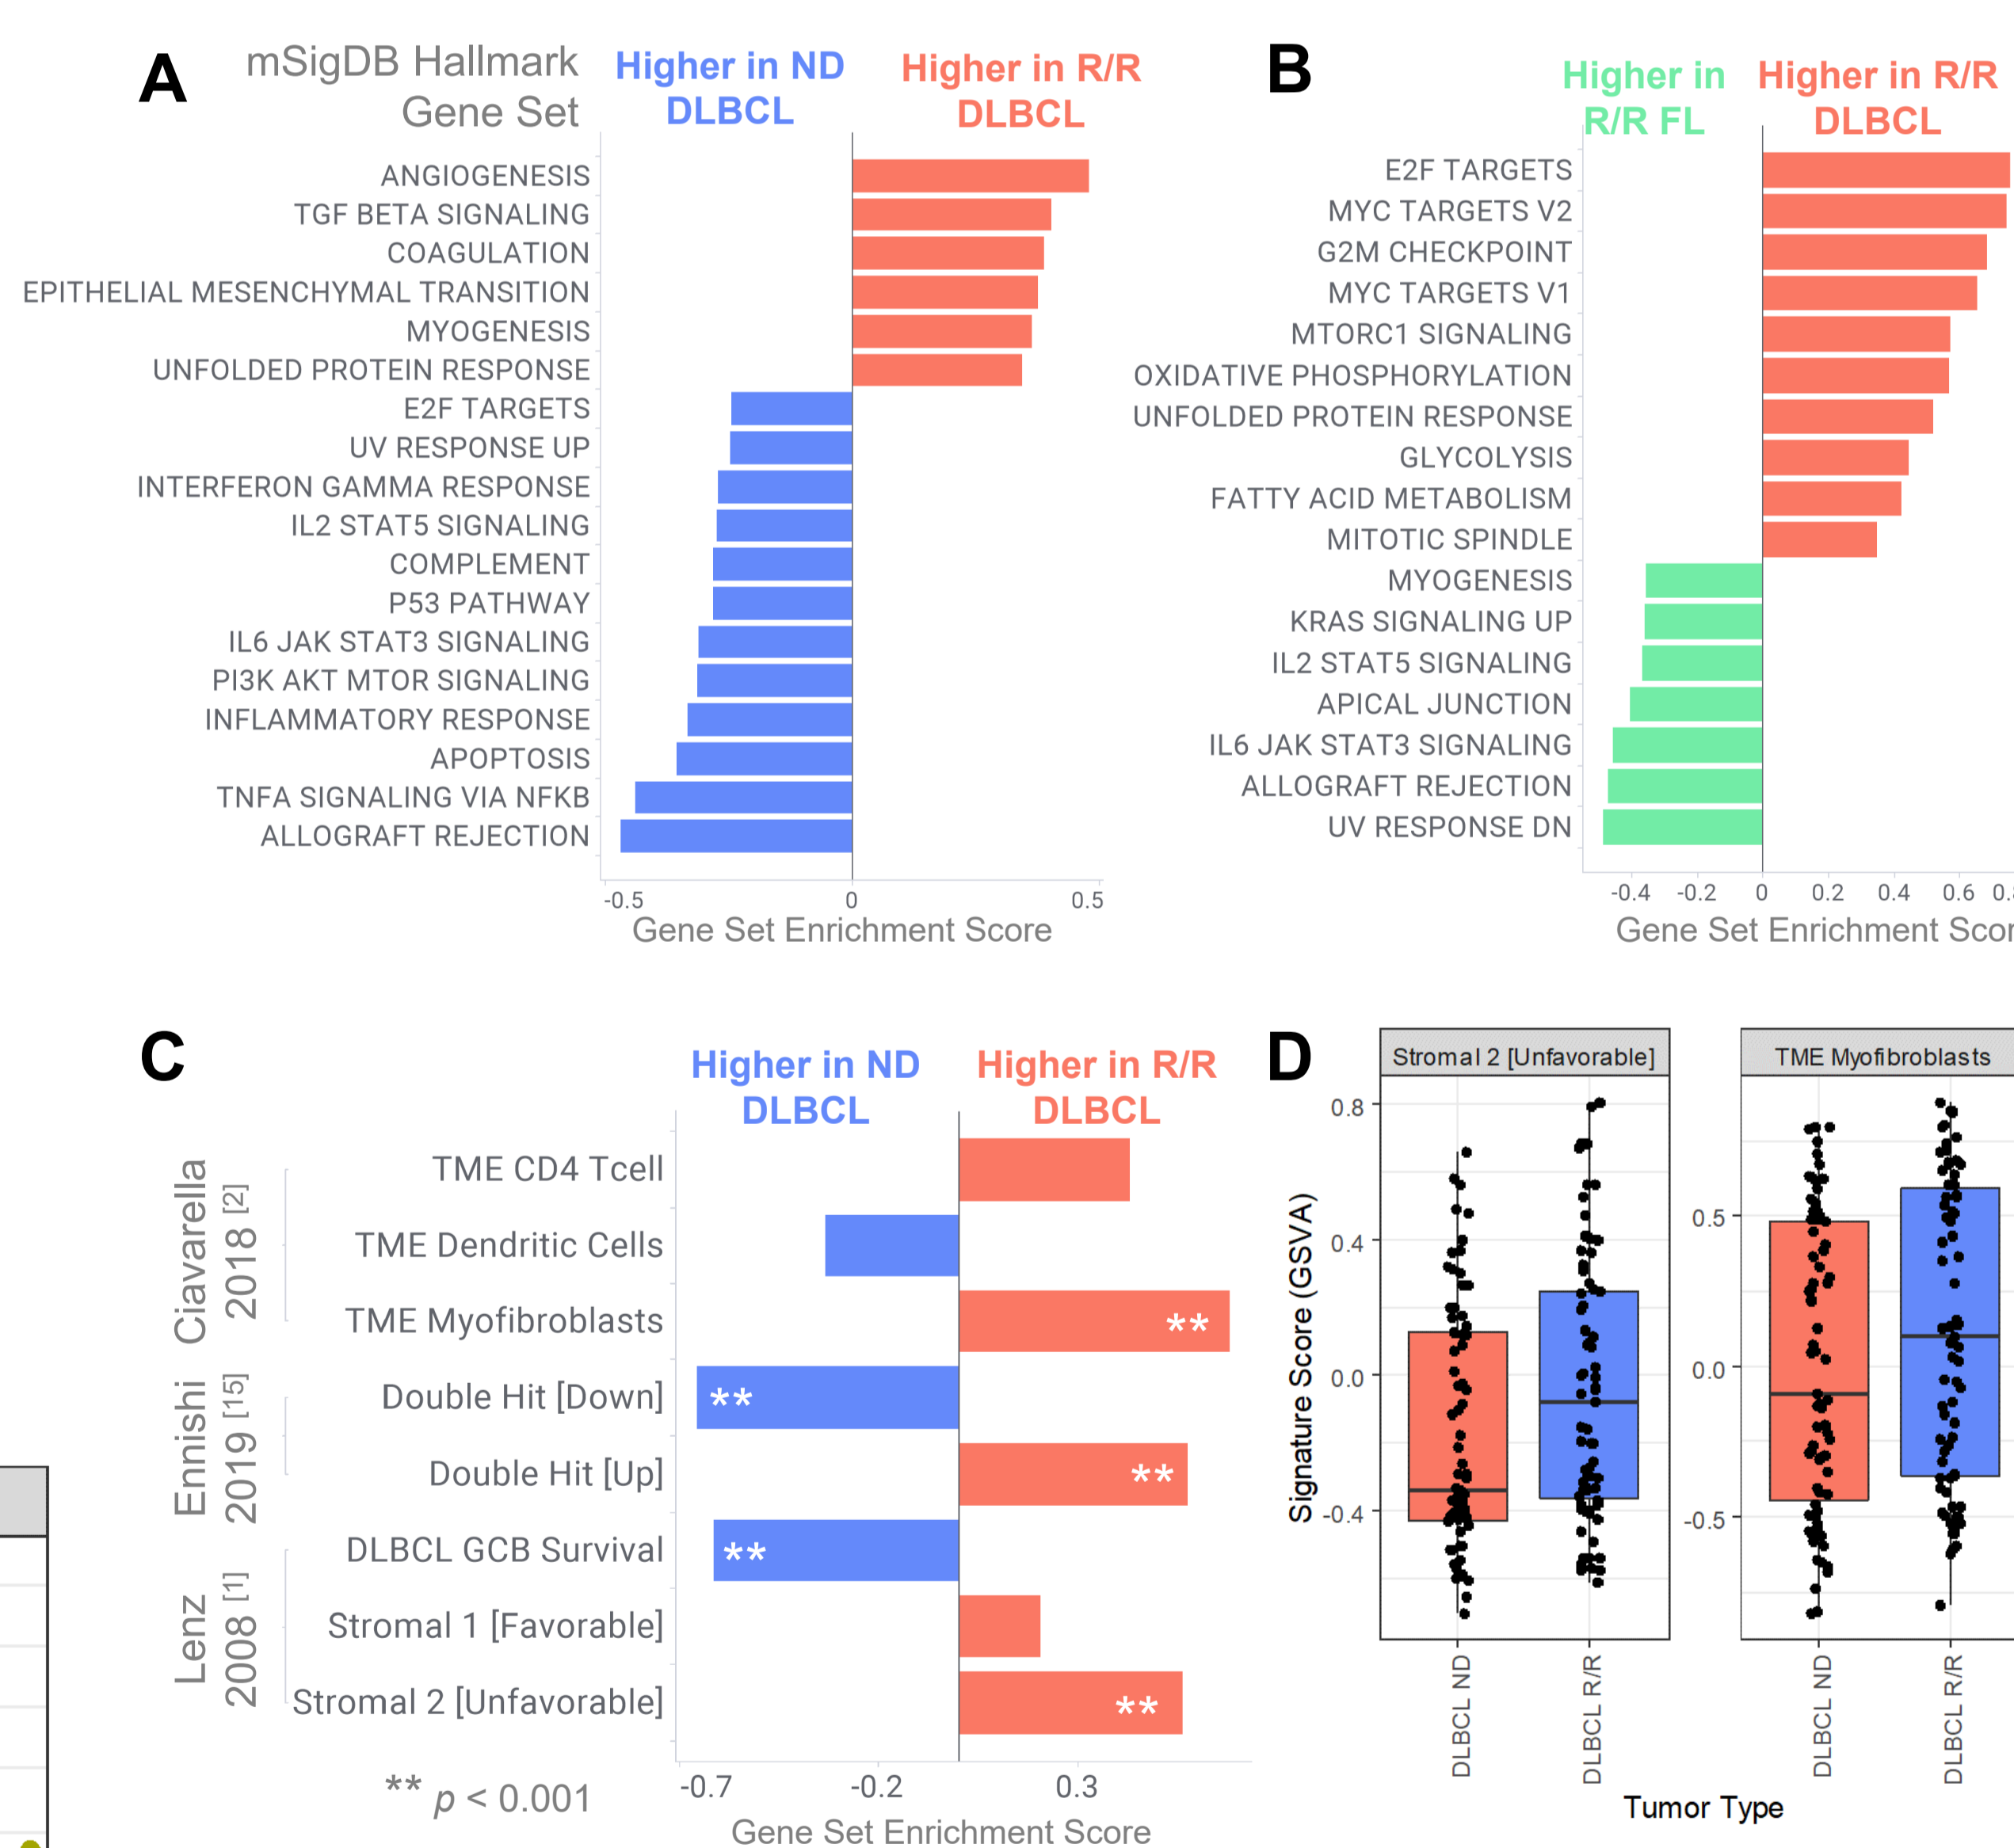 A
mSigDB Hallmark
Gene Set
Higher in ND
DLBCL
Higher in R/R
DLBCL
ANGIOGENESIS
TGF BETA SIGNALING
COAGULATION
EPITHELIAL MESENCHYMAL TRANSITION
MYOGENESIS
UNFOLDED PROTEIN RESPONSE
E2F TARGETS
UV RESPONSE UP
INTERFERON GAMMA RESPONSE
IL2 STAT5 SIGNALING
COMPLEMENT
P53 PATHWAY
IL6 JAK STAT3 SIGNALING
PI3K AKT MTOR SIGNALING
INFLAMMATORY RESPONSE
APOPTOSIS
TNFA SIGNALING VIA NFKB
ALLOGRAFT REJECTION
-0.5 0 0.5
Gene Set Enrichment Score
B
Higher in
R/R FL
Higher in R/R
DLBCL
E2F TARGETS
MYC TARGETS V2
G2M CHECKPOINT
MYC TARGETS V1
MTORC1 SIGNALING
OXIDATIVE PHOSPHORYLATION
UNFOLDED PROTEIN RESPONSE
GLYCOLYSIS
FATTY ACID METABOLISM
MITOTIC SPINDLE
MYOGENESIS
KRAS SIGNALING UP
IL2 STAT5 SIGNALING
APICAL JUNCTION
IL6 JAK STAT3 SIGNALING
ALLOGRAFT REJECTION
UV RESPONSE DN
-0.4 -0.2 0 0.2 0.4 0.6
Gene Set Enrichment
C
Higher in ND
DLBCL
Higher in R/R
DLBCL
Ciavarella
2018 [2]
TME CD4 Tcell
TME Dendritic Cells
TME Myofibroblasts
**
Ennishi
2019 [15]
Double Hit [Down]
**
Double Hit [Up]
**
Lenz
2008 [1]
DLBCL GCB Survival
**
Stromal 1 [Favorable]
Stromal 2 [Unfavorable]
**
** p < 0.001
-0.7 -0.2 0.3
Gene Set Enrichment Score
D
Stromal 2 [Unfavorable]
TME Myofibroblasts
Signature Score (GSVA)
0.8
0.4
0.0
-0.4
0.5
0.0
-0.5
DLBCL ND
DLBCL R/R
DLBCL ND
DLBCL R/R
Tumor Type